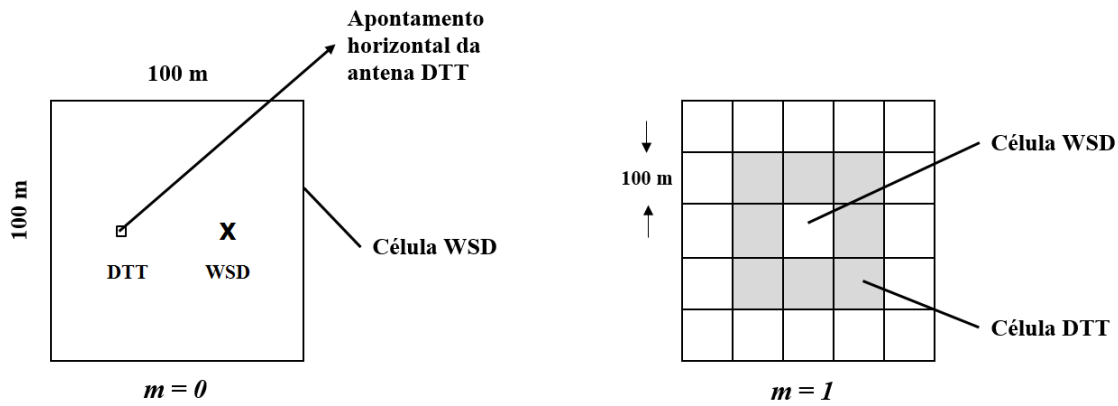 Apontamento
horizontal da
antena DTT
100 m
100 m
DTT
WSD
Célula WSD
m = 0
100 m
Célula WSD
Célula DTT
m = 1